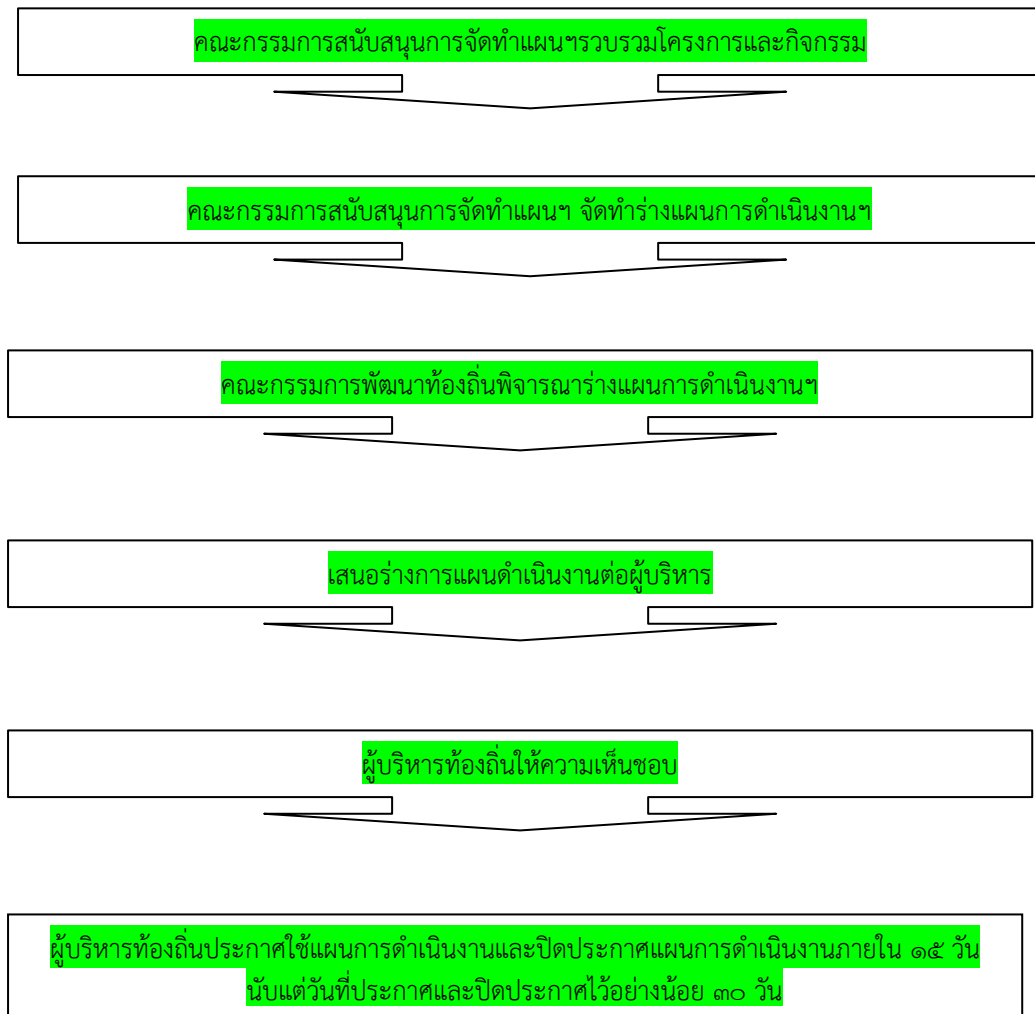 คณะกรรมการสนับสนุนการจัดทำแผนฯรวบรวมโครงการและกิจกรรม
คณะกรรมการสนับสนุนการจัดทำแผนฯ จัดทำร่างแผนการดำเนินงานฯ
คณะกรรมการพัฒนาท้องถิ่นพิจารณาร่างแผนการดำเนินงานฯ
เสนอร่างการแผนดำเนินงานต่อผู้บริหาร
ผู้บริหารท้องถิ่นให้ความเห็นชอบ
ผู้บริหารท้องถิ่นประกาศใช้แผนการดำเนินงานและปิดประกาศแผนการดำเนินงานภายใน ๑๕ วัน
นับแต่วันที่ประกาศและปิดประกาศไว้อย่างน้อย ๓๐ วัน